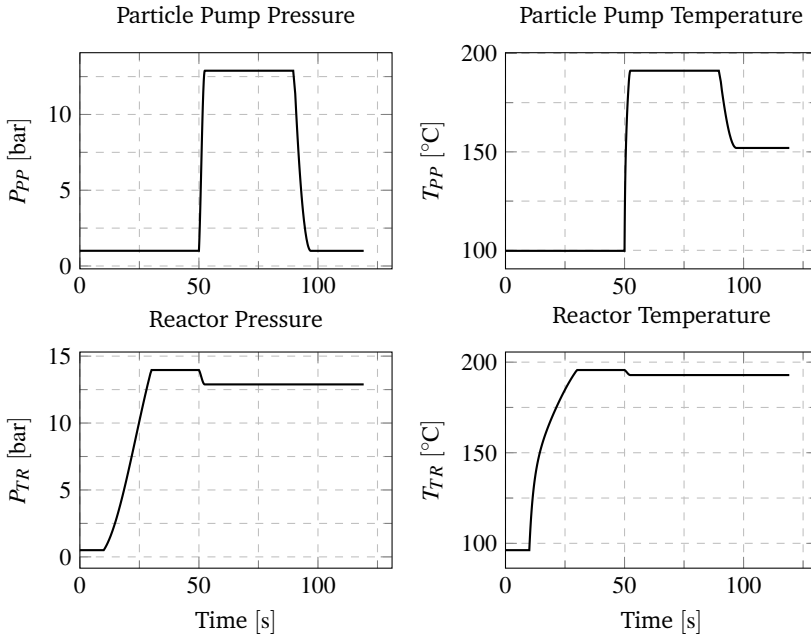 Particle Pump Pressure
10
5
0
P_PP [bar]
0 50 100
Particle Pump Temperature
200
150
100
T_PP [°C]
0 50 100
Reactor Pressure
15
10
5
0
P_TR [bar]
0 50 100
Time [s]
Reactor Temperature
200
150
100
T_TR [°C]
0 50 100
Time [s]